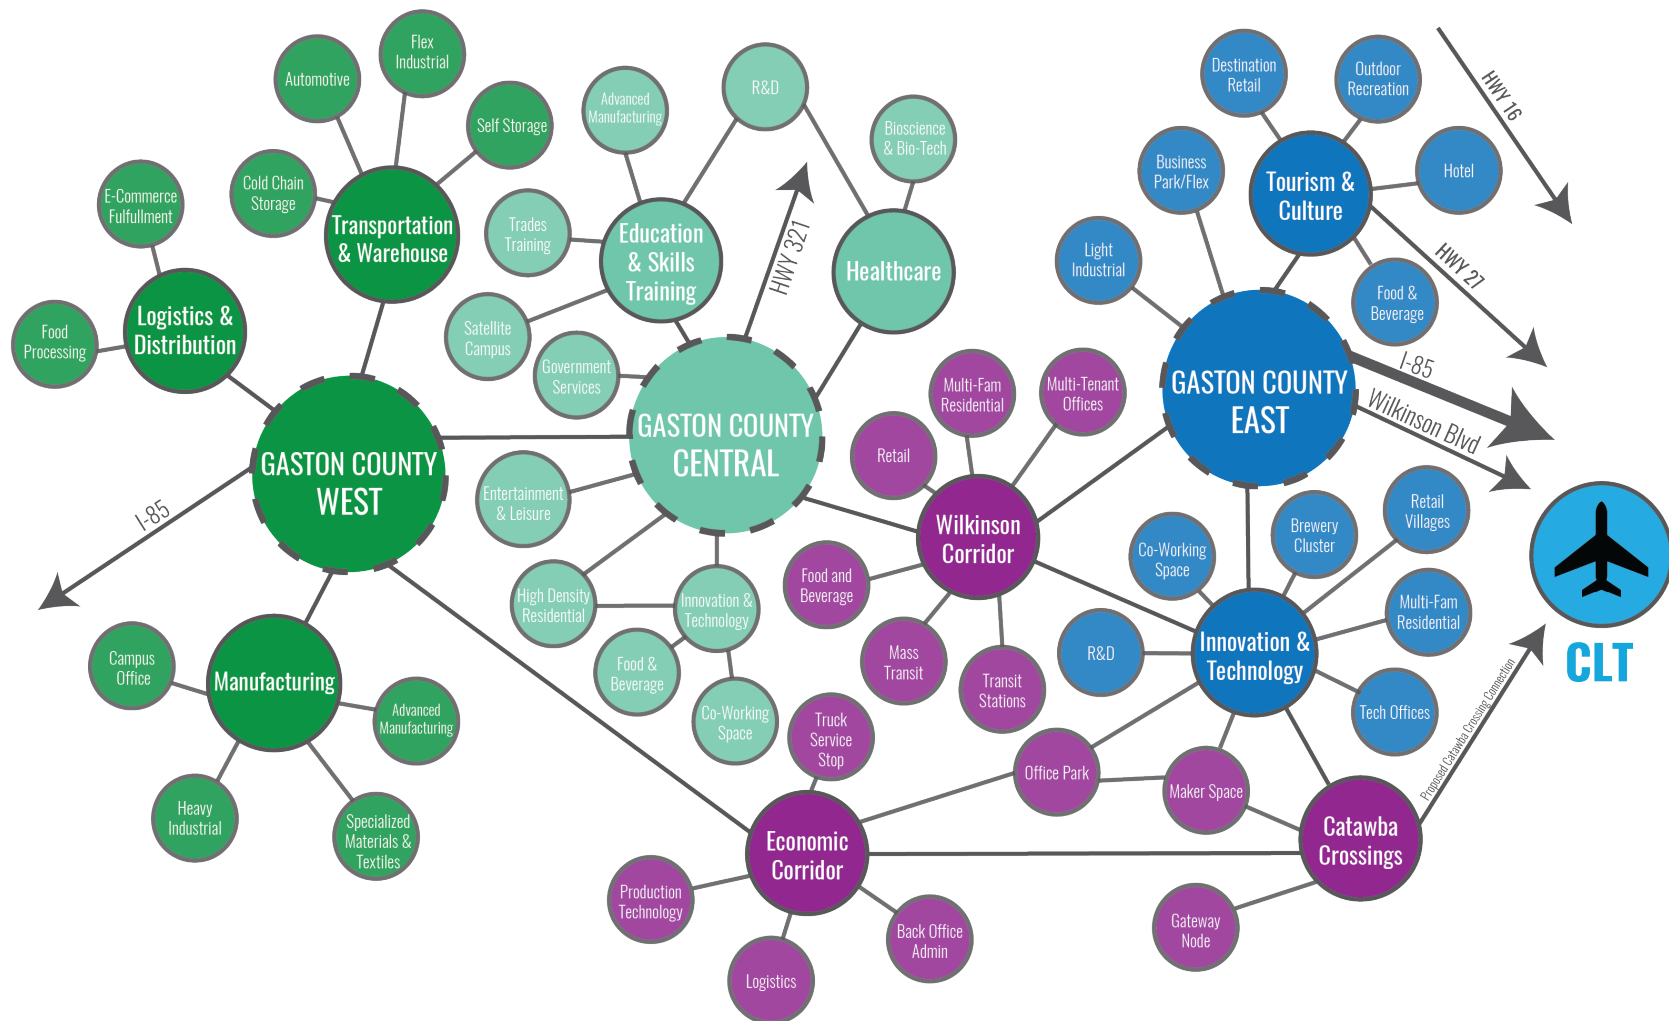 Automotive
Flex
Industrial
Self Storage
Cold Chain
Storage
E-Commerce
Fulfullment
Transportation
& Warehouse
Logistics &
Distribution
Food
Processing
GASTON COUNTY
WEST
I-85
Manufacturing
Campus
Office
Advanced
Manufacturing
Heavy
Industrial
Specialized
Materials &
Textiles
Advanced
Manufacturing
R&D
Bioscience
& Bio-Tech
Trades
Training
Education
& Skills
Training
HWY 321
Healthcare
Satellite
Campus
Government
Services
GASTON COUNTY
CENTRAL
Entertainment
& Leisure
High Density
Residential
Innovation &
Technology
Food &
Beverage
Co-Working
Space
Multi-Fam
Residential
Multi-Tenant
Offices
Retail
Wilkinson
Corridor
Food and
Beverage
Mass
Transit
Transit
Stations
Truck
Service
Stop
Office Park
Maker Space
Economic
Corridor
Catawba
Crossings
Production
Technology
Logistics
Back Office
Admin
Gateway
Node
Destination
Retail
Outdoor
Recreation
HWY 16
Business
Park/Flex
Tourism &
Culture
Hotel
Light
Industrial
HWY 27
Food &
Beverage
GASTON COUNTY
EAST
I-85
Wilkinson Blvd
Co-Working
Space
Brewery
Cluster
Retail
Villages
Multi-Fam
Residential
R&D
Innovation &
Technology
Tech Offices
Proposed Catawba Crossing Connection
CLT